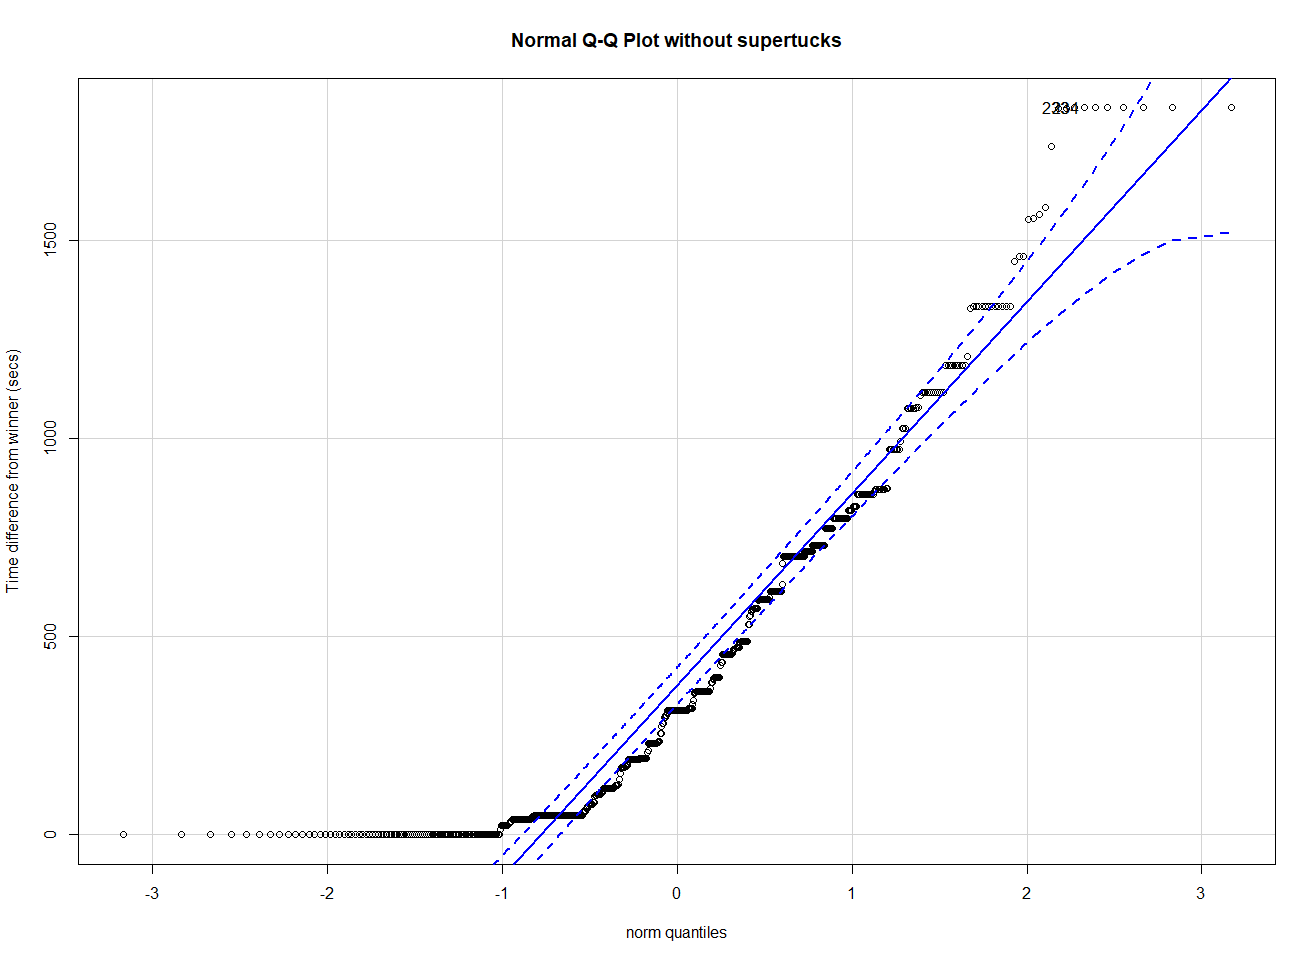 Normal Q-Q Plot without supertucks
Time difference from winner (secs)
1500
1000
500
0
-3 -2 -1 0 1 2 3
norm quantiles